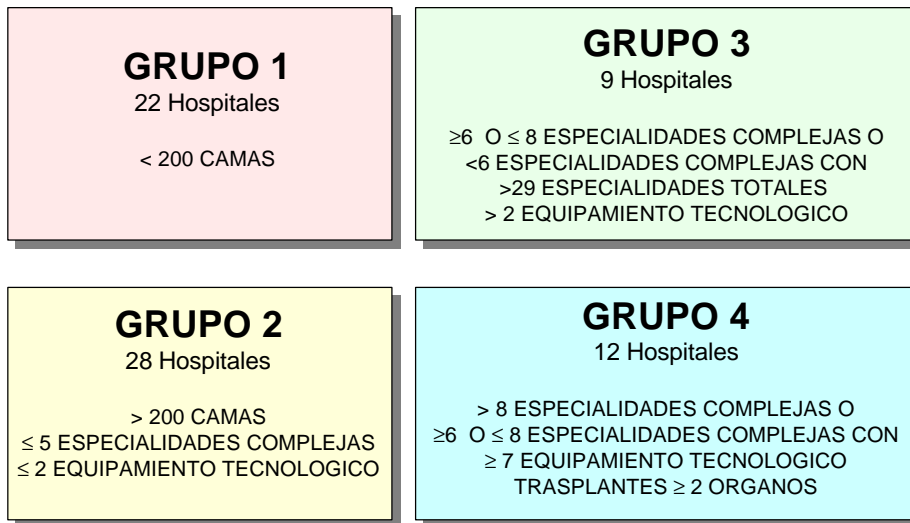 GRUPO 1
22 Hospitales
< 200 CAMAS
GRUPO 3
9 Hospitales
≥6 O ≤ 8 ESPECIALIDADES COMPLEJAS O
<6 ESPECIALIDADES COMPLEJAS CON
>29 ESPECIALIDADES TOTALES
> 2 EQUIPAMIENTO TECNOLOGICO
GRUPO 2
28 Hospitales
> 200 CAMAS
≤ 5 ESPECIALIDADES COMPLEJAS
≤ 2 EQUIPAMIENTO TECNOLOGICO
GRUPO 4
12 Hospitales
> 8 ESPECIALIDADES COMPLEJAS O
≥6 O ≤ 8 ESPECIALIDADES COMPLEJAS CON
≥ 7 EQUIPAMIENTO TECNOLOGICO
TRASPLANTES ≥ 2 ORGANOS